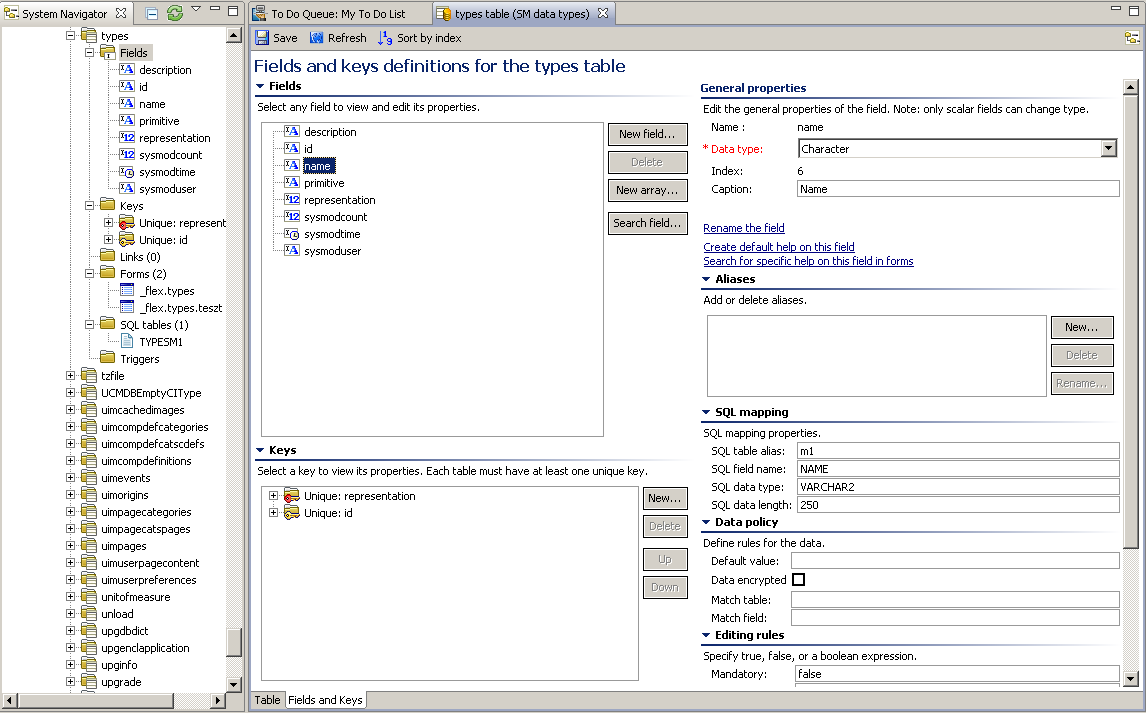 System Navigator
types
Fields
description
id
name
primitive
representation
sysmodcount
sysmodtime
sysmoduser
Keys
Unique: represent
Unique: id
Links (0)
Forms (2)
_flex.types
_flex.types.teszt
SQL tables (1)
TYPESM1
Triggers
tzfile
UCMDBEmptyCIType
uimcachedimages
uimcompdefcategories
uimcompdefcatscdefs
uimcompdefinitions
uimevents
uimorigins
uimpagecategories
uimpagecatspages
uimpages
uimuserpagecontent
uimuserpreferences
unitofmeasure
unload
upgdbdict
upgenclapplication
upginfo
upgrade
To Do Queue: My To Do List
types table (SM data types)
Save
Refresh
Sort by index
Fields and keys definitions for the types table
Fields
Select any field to view and edit its properties.
description
id
name
primitive
representation
sysmodcount
sysmodtime
sysmoduser
New field...
Delete
New array...
Search field...
Keys
Select a key to view its properties. Each table must have at least one unique key.
Unique: representation
Unique: id
New...
Delete
Up
Down
Table
Fields and Keys
General properties
Edit the general properties of the field. Note: only scalar fields can change type.
Name : name
* Data type: Character
Index: 6
Caption: Name
Rename the field
Create default help on this field
Search for specific help on this field in forms
Aliases
Add or delete aliases.
New...
Delete
Rename...
SQL mapping
SQL mapping properties.
SQL table alias: m1
SQL field name: NAME
SQL data type: VARCHAR2
SQL data length: 250
Data policy
Define rules for the data.
Default value:
Data encrypted
Match table:
Match field:
Editing rules
Specify true, false, or a boolean expression.
Mandatory: false